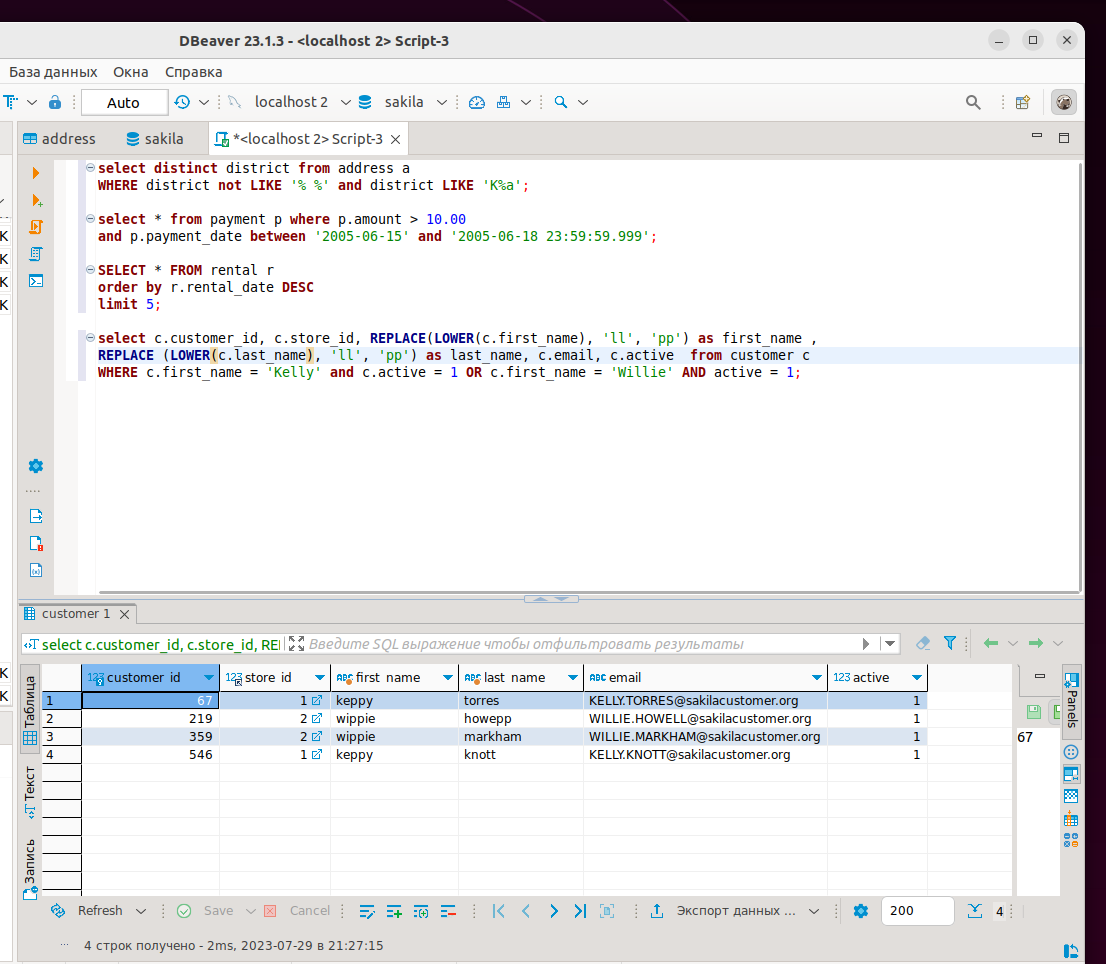 DBeaver 23.1.3 - <localhost 2> Script-3
База данных Окна Справка
Auto localhost 2 sakila
address sakila *<localhost 2> Script-3
select distinct district from address a
WHERE district not LIKE '% %' and district LIKE 'K%a';
select * from payment p where p.amount > 10.00
and p.payment_date between '2005-06-15' and '2005-06-18 23:59:59.999';
SELECT * FROM rental r
order by r.rental_date DESC
limit 5;
select c.customer_id, c.store_id, REPLACE(LOWER(c.first_name), 'll', 'pp') as first_name ,
REPLACE (LOWER(c.last_name), 'll', 'pp') as last_name, c.email, c.active  from customer c
WHERE c.first_name = 'Kelly' and c.active = 1 OR c.first_name = 'Willie' AND active = 1;
K
K
K
K
customer 1
select c.customer_id, c.store_id, REI Введите SQL выражение чтобы отфильтровать результаты
customer_id store_id first_name last_name email active
1 67 1 keppy torres KELLY.TORRES@sakilacustomer.org 1
2 219 2 wippie howepp WILLIE.HOWELL@sakilacustomer.org 1
3 359 2 wippie markham WILLIE.MARKHAM@sakilacustomer.org 1
4 546 1 keppy knott KELLY.KNOTT@sakilacustomer.org 1
K
K
Таблица
Текст
Запись
Panels
67
Refresh Save Cancel Экспорт данных ... 200 4
4 строк получено - 2ms, 2023-07-29 в 21:27:15